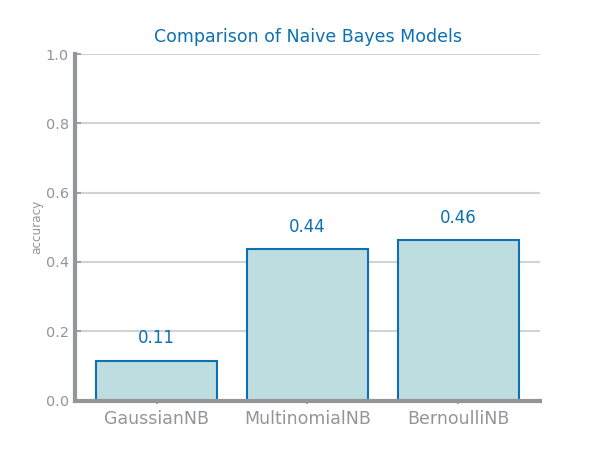 Comparison of Naive Bayes Models
1.0
0.8
0.6
0.4
0.2
0.0
accuracy
0.11
0.44
0.46
GaussianNB
MultinomialNB
BernoulliNB